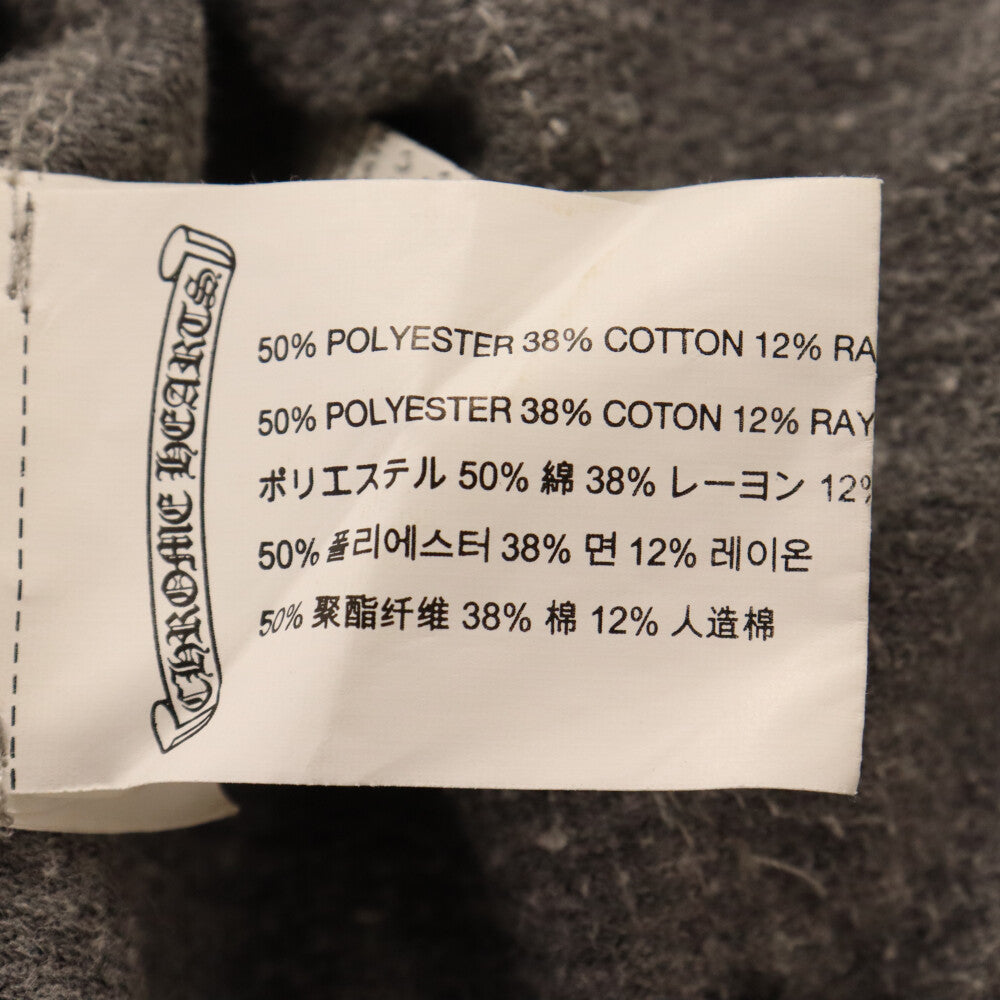 CHROME HEARTS
50% POLYESTER 38% COTTON 12% RA
50% POLYESTER 38% COTON 12% RAY
ポリエステル 50% 綿 38% レーヨン 12%
50% 폴리에스터 38% 면 12% 레이온
50% 聚酯纤维 38% 棉 12% 人造棉